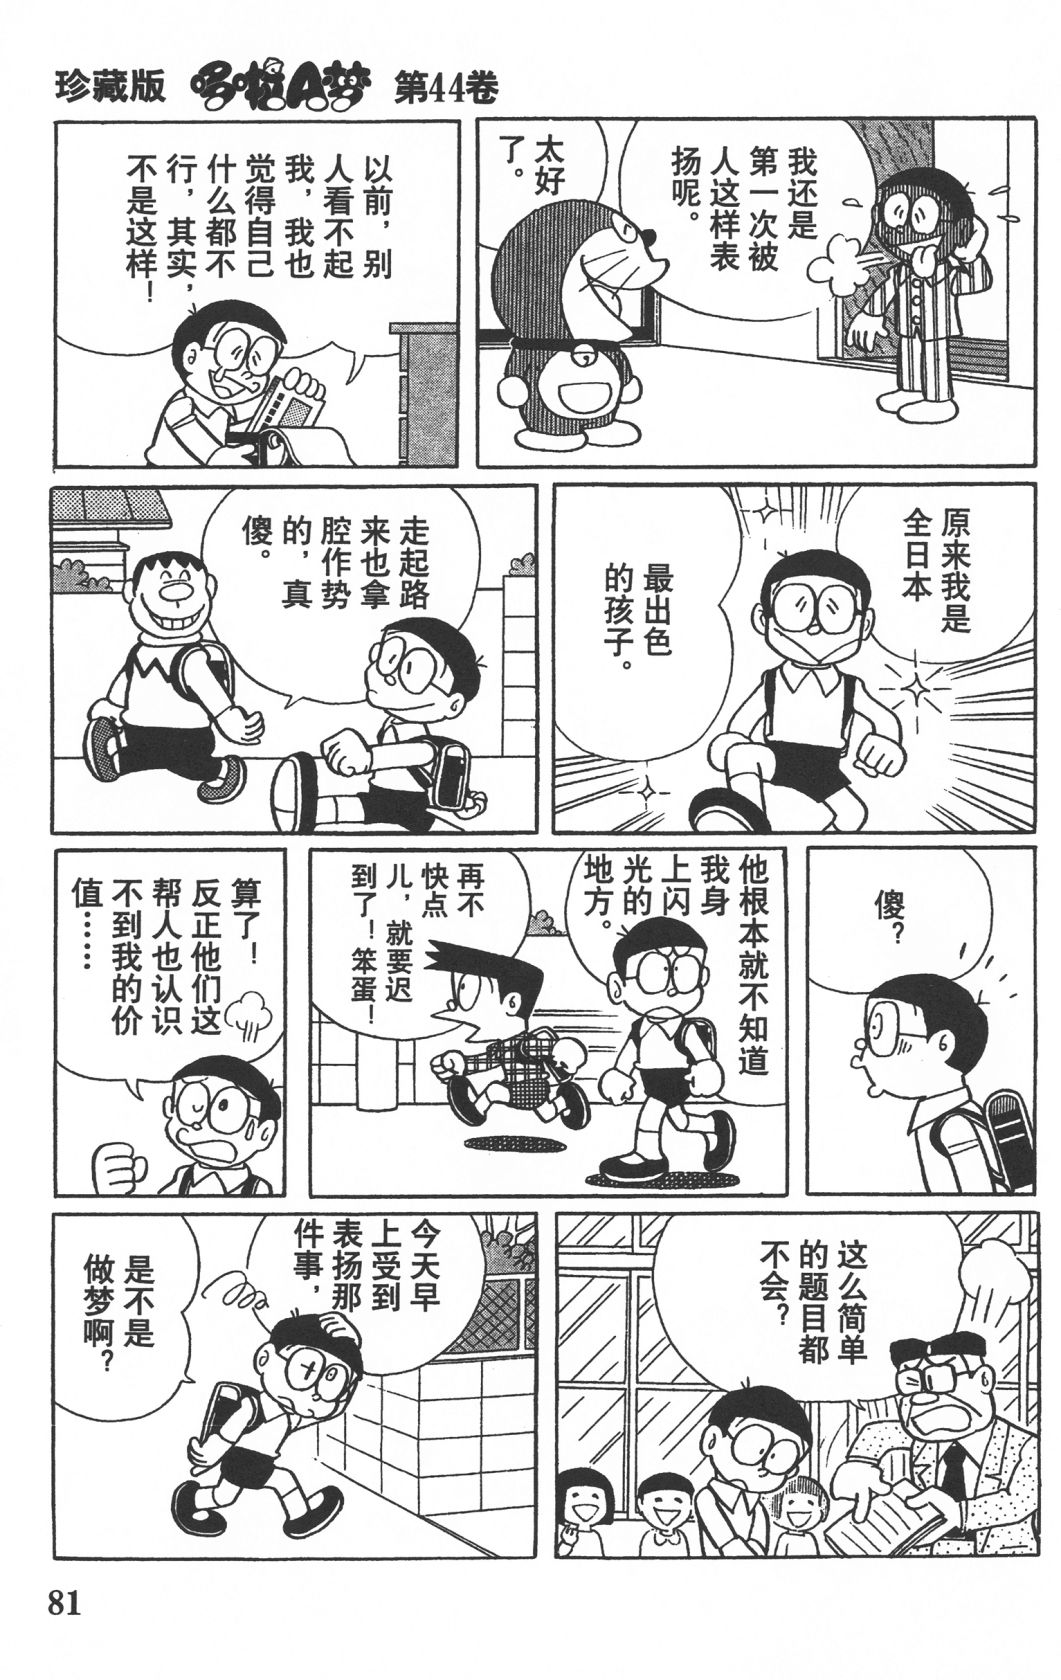 珍藏版 哆啦A梦 第44卷
我还是
第一次被
人这样表
扬呢。
太好
了。
以前，别
人看不起
我，我也
觉得自己
什么都不
行，其实，
不是这样！
原来我是
全日本
最出色
的孩子。
走起路
来也拿
腔作势
的，真
傻。
傻？
他根本就不知道
我身
上闪
光的
地方。
再不
快点
儿，就要迟
到了！笨蛋！
算了！
反正他们这
帮人也认识
不到我的价
值……
这么简单
的题目都
不会？
今天早
上受到
表扬那
件事，
是不是
做梦啊？
81